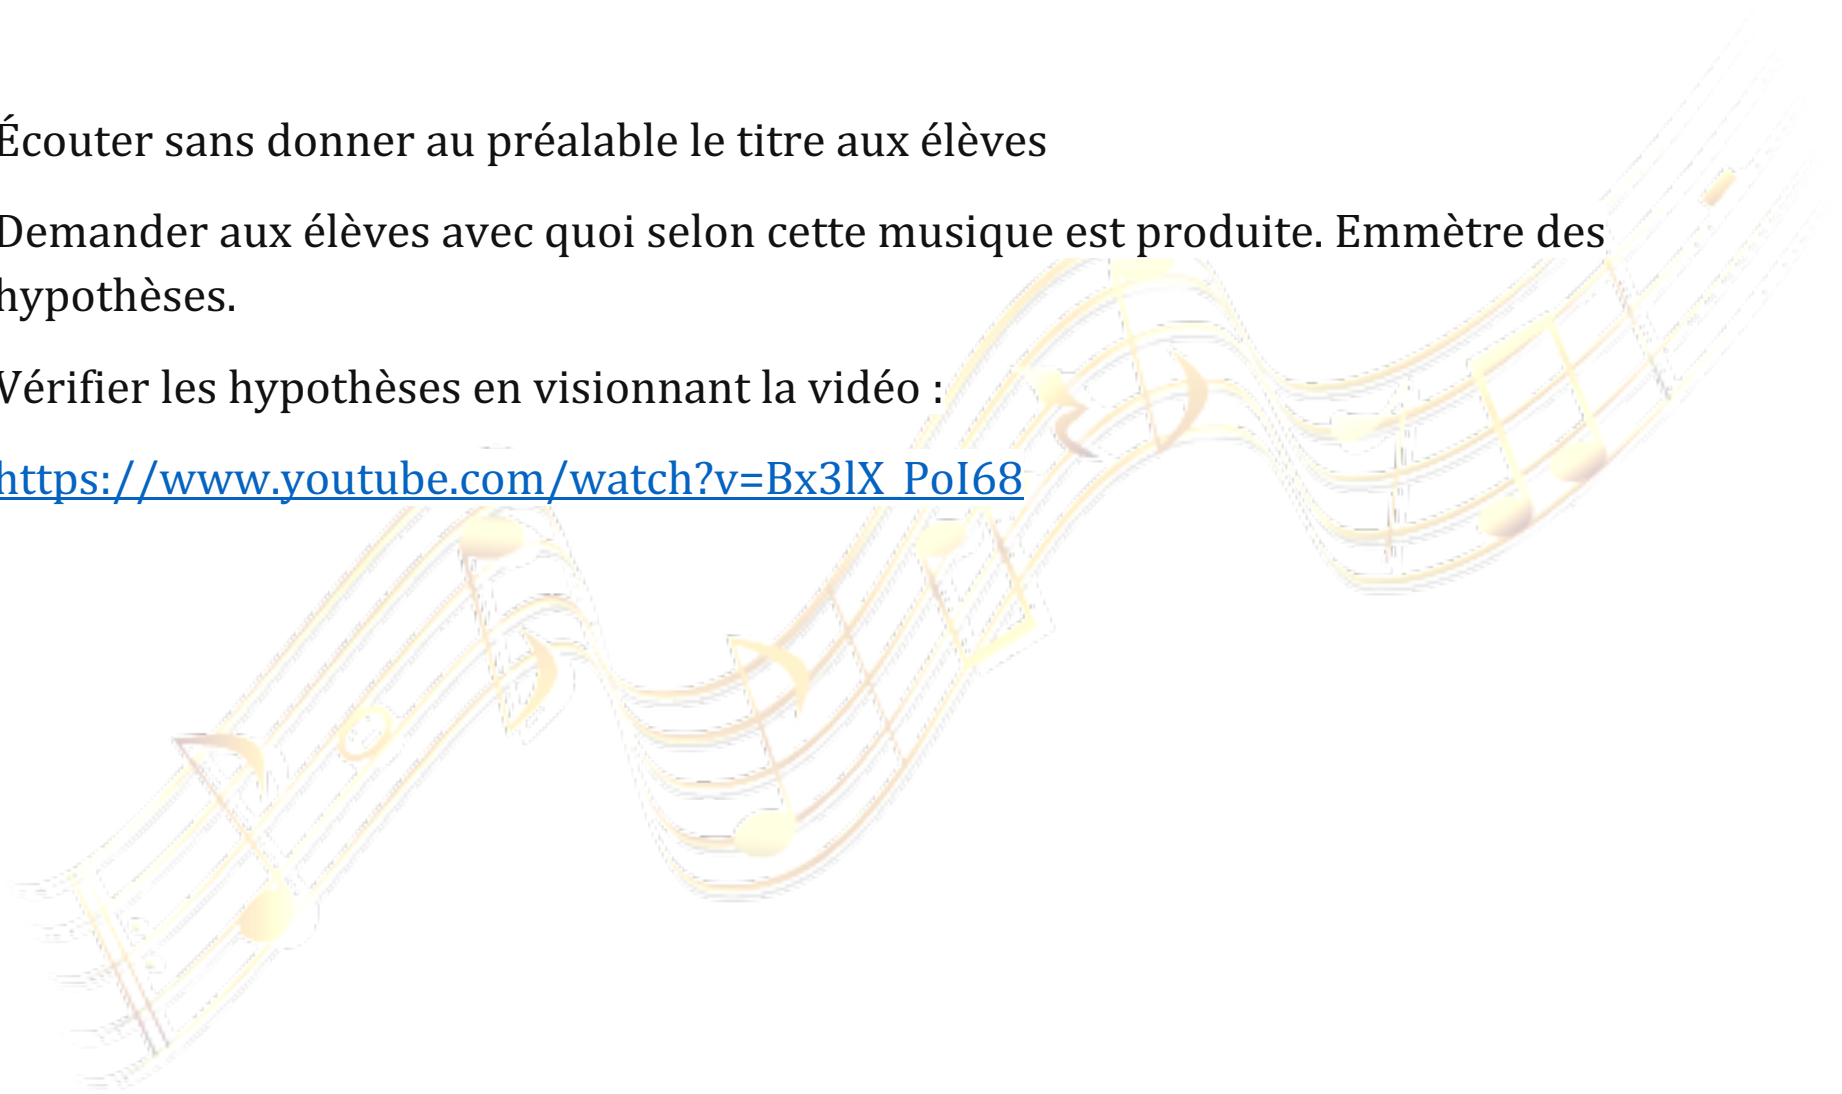 Écouter sans donner au préalable le titre aux élèves
Demander aux élèves avec quoi selon cette musique est produite. Emmètre des
hypothèses.
Vérifier les hypothèses en visionnant la vidéo :
https://www.youtube.com/watch?v=Bx3lX_PoI68